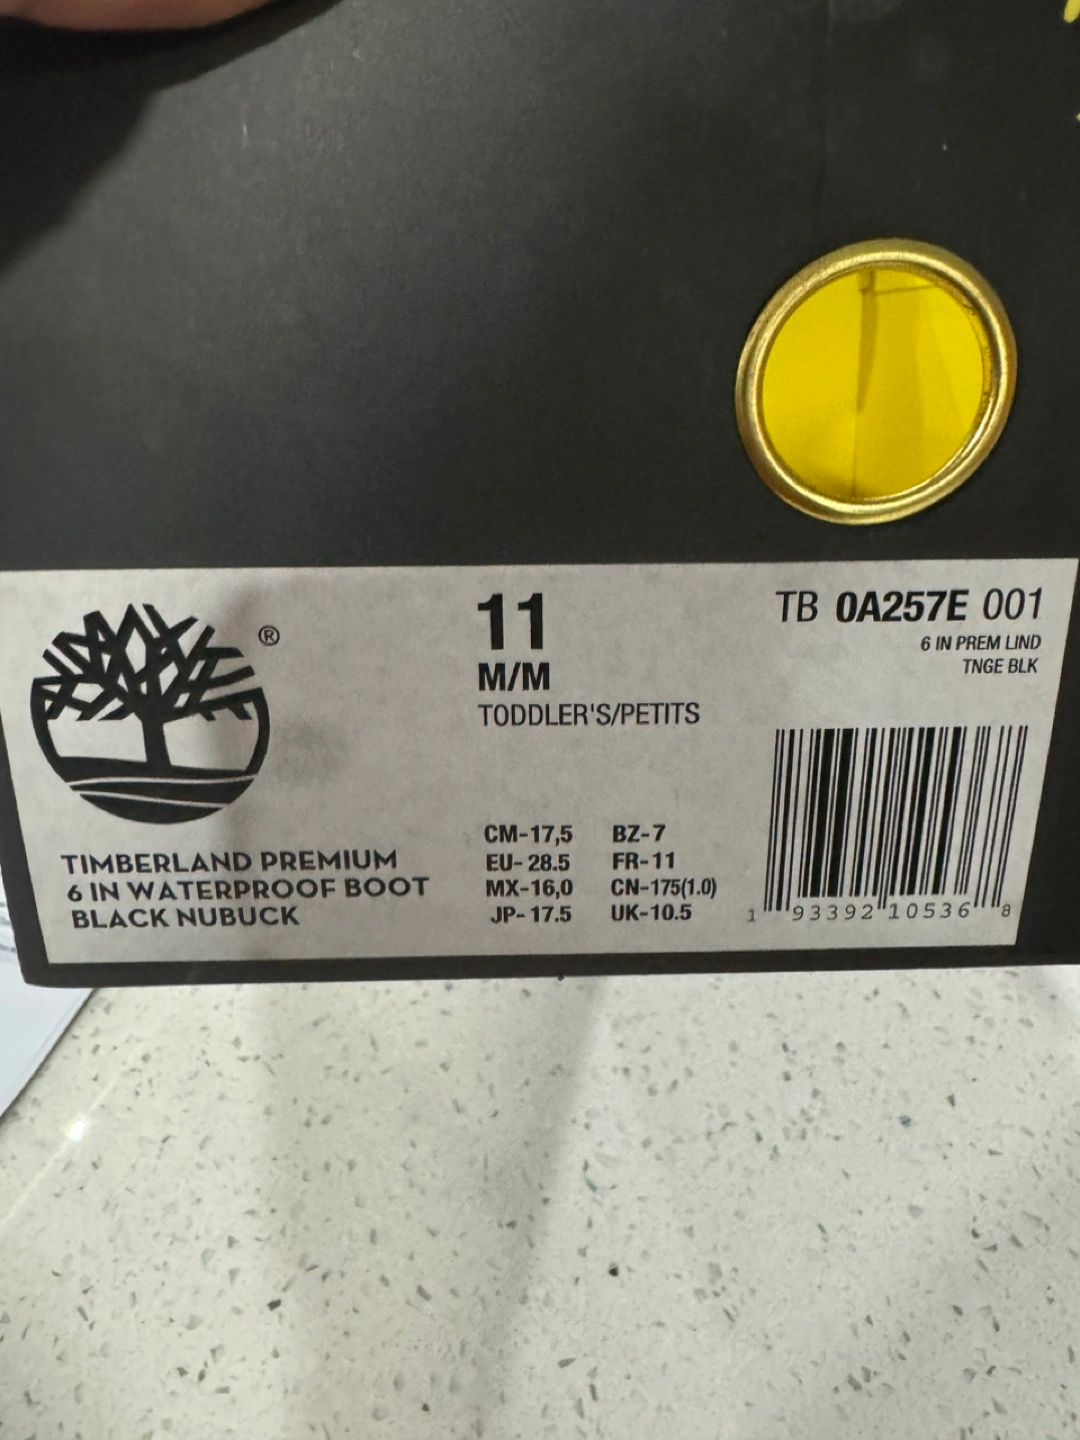 ®
11
M/M
TODDLER'S/PETITS
TB 0A257E 001
6 IN PREM LIND
TNGE BLK
TIMBERLAND PREMIUM
6 IN WATERPROOF BOOT
BLACK NUBUCK
CM-17,5 BZ-7
EU-28.5 FR-11
MX-16,0 CN-175(1.0)
JP-17.5 UK-10.5
1 93392 10536 8